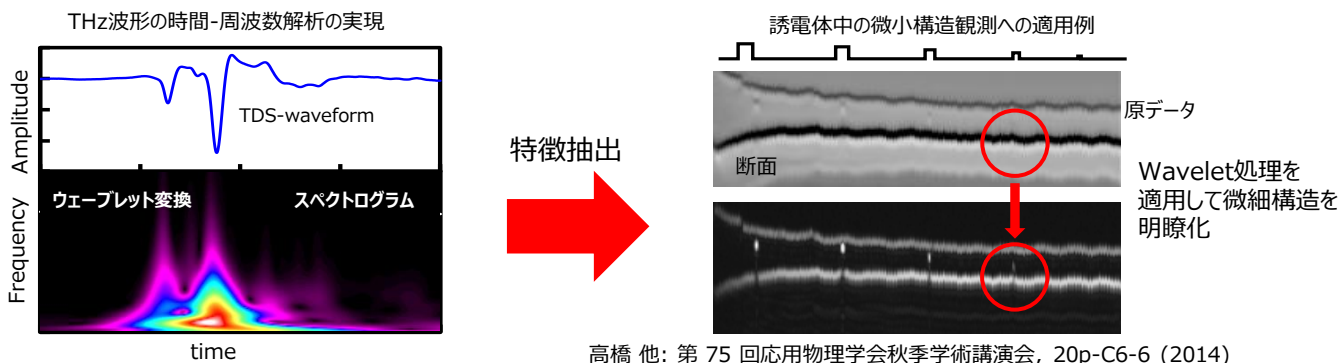 THz波形の時間-周波数解析の実現
Amplitude
TDS-waveform
ウェーブレット変換
スペクトログラム
Frequency
time
特徴抽出
誘電体中の微小構造観測への適用例
原データ
断面
Wavelet処理を
適用して微細構造を
明瞭化
高橋 他: 第 75 回応用物理学会秋季学術講演会, 20p-C6-6 (2014)